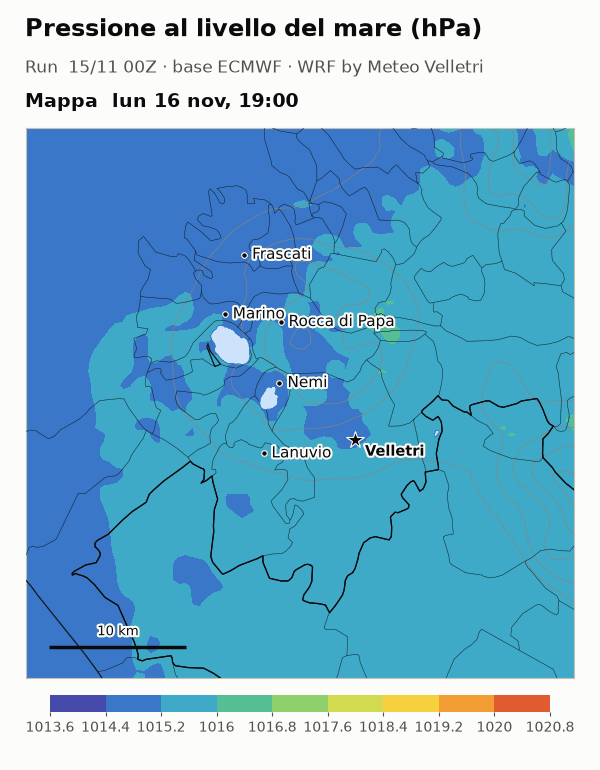 Pressione al livello del mare (hPa)
Run  15/11 00Z · base ECMWF · WRF by Meteo Velletri
Mappa  lun 16 nov, 19:00
Frascati
Marino
Rocca di Papa
Nemi
Velletri
Lanuvio
10 km
1013.6 1014.4 1015.2 1016 1016.8 1017.6 1018.4 1019.2 1020 1020.8